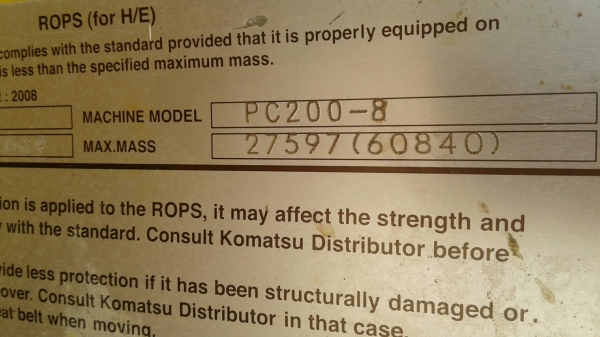 ROPS (for H/E)
complies with the standard provided that it is properly equipped on
is less than the specified maximum mass.
: 2008
MACHINE MODEL PC200-8
MAX.MASS 27597(60840)
ion is applied to the ROPS, it may affect the strength and
with the standard. Consult Komatsu Distributor before
vide less protection if it has been structurally damaged or
over. Consult Komatsu Distributor in that case.
at belt when moving.